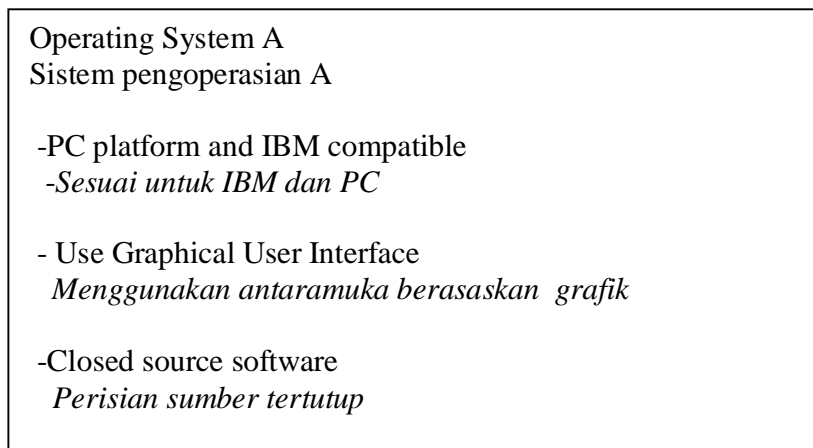 Operating System A
Sistem pengoperasian A
-PC platform and IBM compatible
-Sesuai untuk IBM dan PC
- Use Graphical User Interface
Menggunakan antaramuka berasaskan grafik
-Closed source software
Perisian sumber tertutup